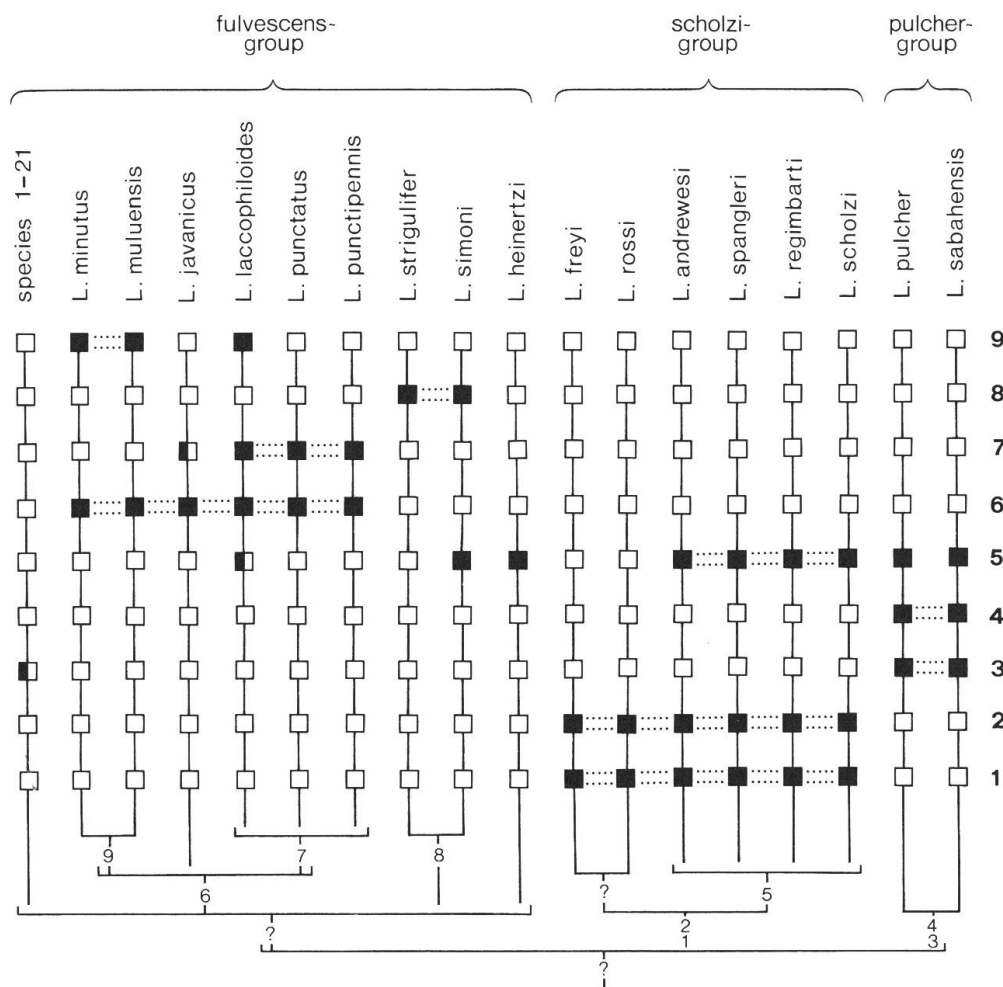 fulvescens-
group
scholzi-
group
pulcher-
group
species 1–21
L. minutus
L. muluensis
L. javanicus
L. laccophiloides
L. punctatus
L. punctipennis
L. strigulifer
L. simoni
L. heinertzi
L. freyi
L. rossi
L. andrewesi
L. spangleri
L. regimbarti
L. scholzi
L. pulcher
L. sabahensis
9
8
7
6
5
4
3
2
1
9
7
8
6
?
5
?
2
4
1
3
?